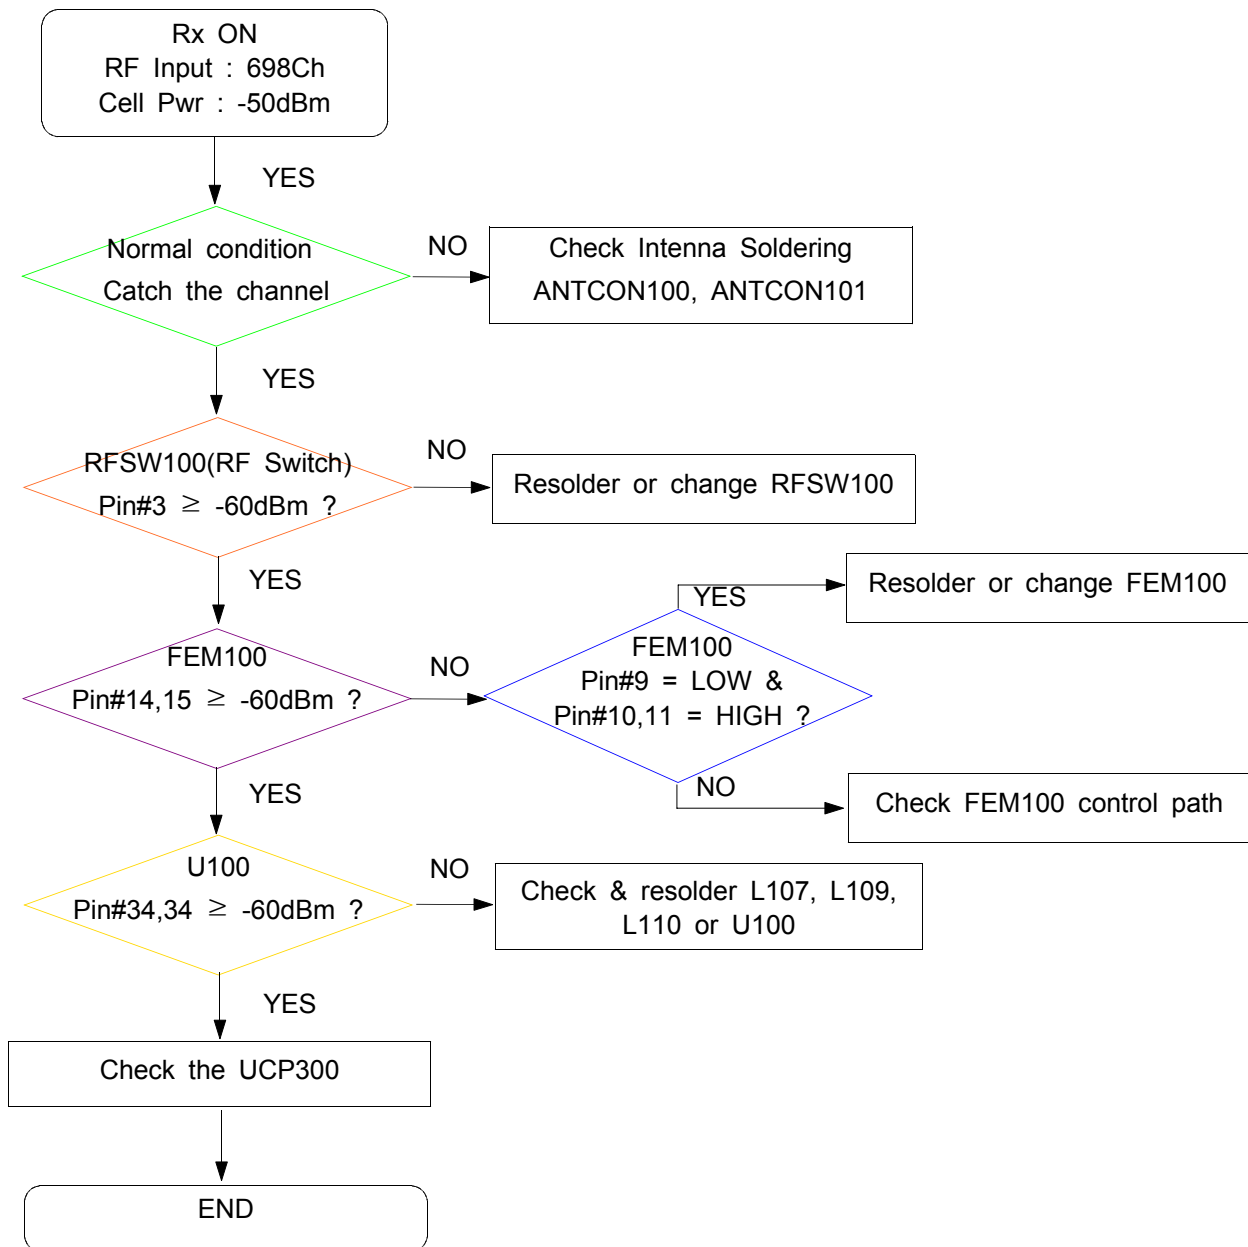 Rx ON
RF Input : 698Ch
Cell Pwr : -50dBm
YES
Normal condition
Catch the channel
NO
Check Intenna Soldering
ANTCON100, ANTCON101
YES
RFSW100(RF Switch)
Pin#3 ≥ -60dBm ?
NO
Resolder or change RFSW100
YES
FEM100
Pin#14,15 ≥ -60dBm ?
NO
FEM100
Pin#9 = LOW &
Pin#10,11 = HIGH ?
YES
Resolder or change FEM100
NO
Check FEM100 control path
YES
U100
Pin#34,34 ≥ -60dBm ?
NO
Check & resolder L107, L109,
L110 or U100
YES
Check the UCP300
END